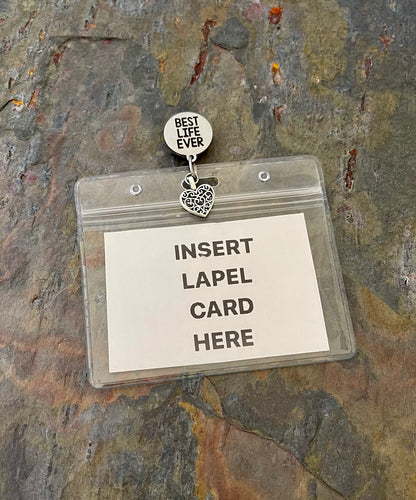 BEST
LIFE
EVER
INSERT
LAPEL
CARD
HERE